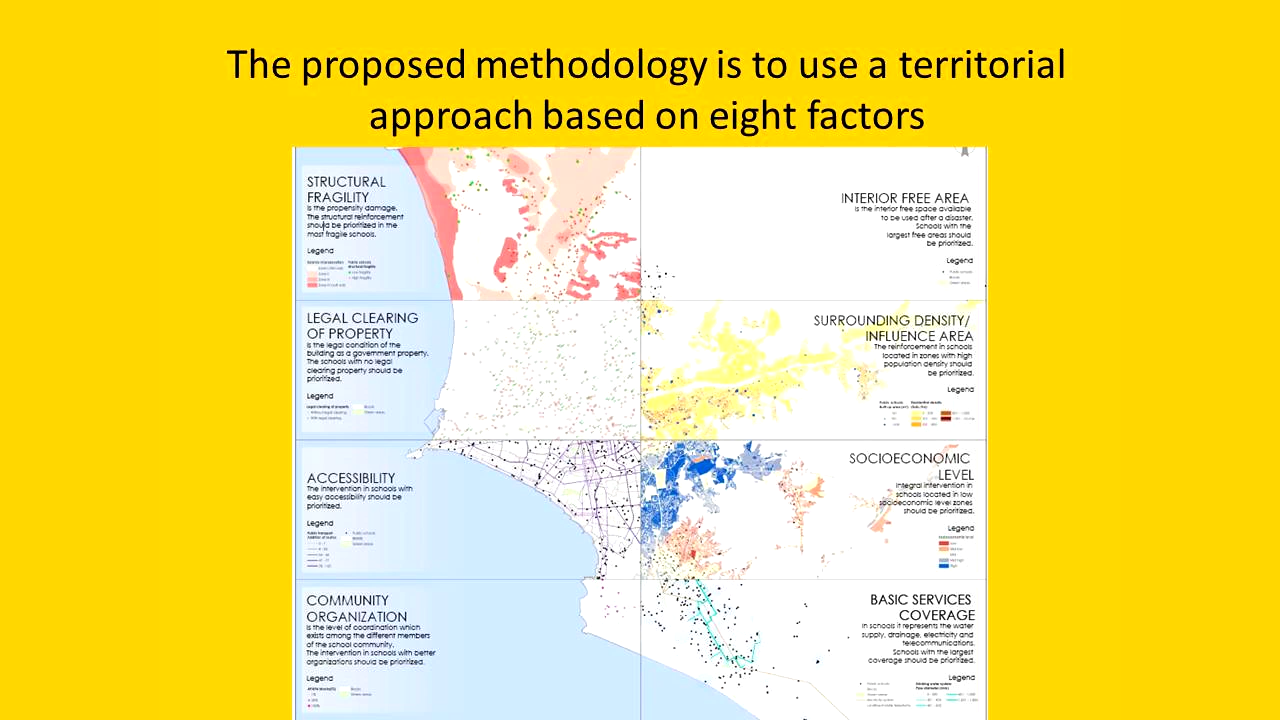 The proposed methodology is to use a territorial
approach based on eight factors
STRUCTURAL
FRAGILITY
is the propensity damage.
The structural reinforcement
should be prioritized in the
most fragile schools.
Legend
INTERIOR FREE AREA
is the interior free space available
to be used after a disaster.
Schools with the
largest free areas should
be prioritized.
Legend
Public schools
LEGAL CLEARING
OF PROPERTY
is the legal condition of the
building as a government property.
The schools with no legal
clearing property should be
prioritized.
Legend
SURROUNDING DENSITY/
INFLUENCE AREA
The reinforcement in schools
located in zones with high
population density should
be prioritized.
Legend
ACCESSIBILITY
The intervention in schools with
easy accessibility should be
prioritized.
Legend
SOCIOECONOMIC
LEVEL
Integral intervention in
schools located in low
socioeconomic level zones
should be prioritized.
Legend
COMMUNITY
ORGANIZATION
is the level of coordination which
exists among the different members
of the school community.
The intervention in schools with better
organizations should be prioritized.
Legend
BASIC SERVICES
COVERAGE
in schools it represents the water
supply, drainage, electricity and
telecommunications.
Schools with the largest
coverage should be prioritized.
Legend